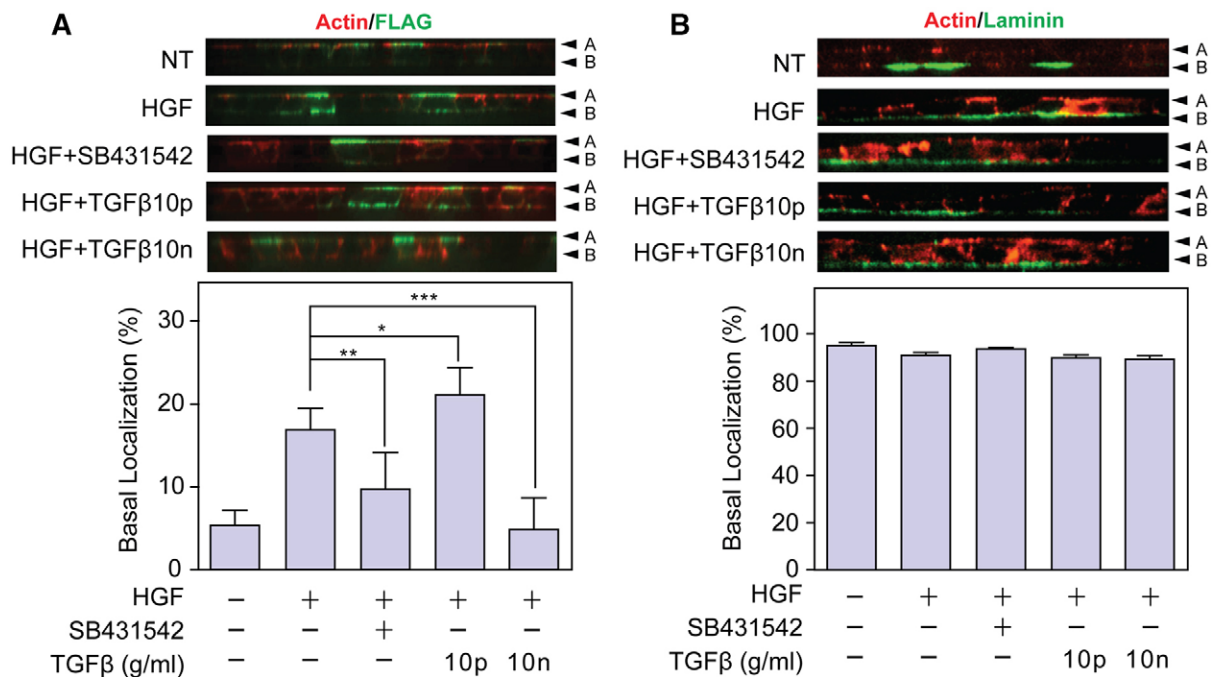 A
Actin/FLAG
NT
A
B
HGF
A
B
HGF+SB431542
A
B
HGF+TGFβ10p
A
B
HGF+TGFβ10n
A
B
Basal Localization (%)
30
20
10
0
***
*
**
HGF − + + + +
SB431542 − − + − −
TGFβ (g/ml) − − − 10p 10n
B
Actin/Laminin
NT
A
B
HGF
A
B
HGF+SB431542
A
B
HGF+TGFβ10p
A
B
HGF+TGFβ10n
A
B
Basal Localization (%)
100
80
60
40
20
0
HGF − + + + +
SB431542 − − + − −
TGFβ (g/ml) − − − 10p 10n